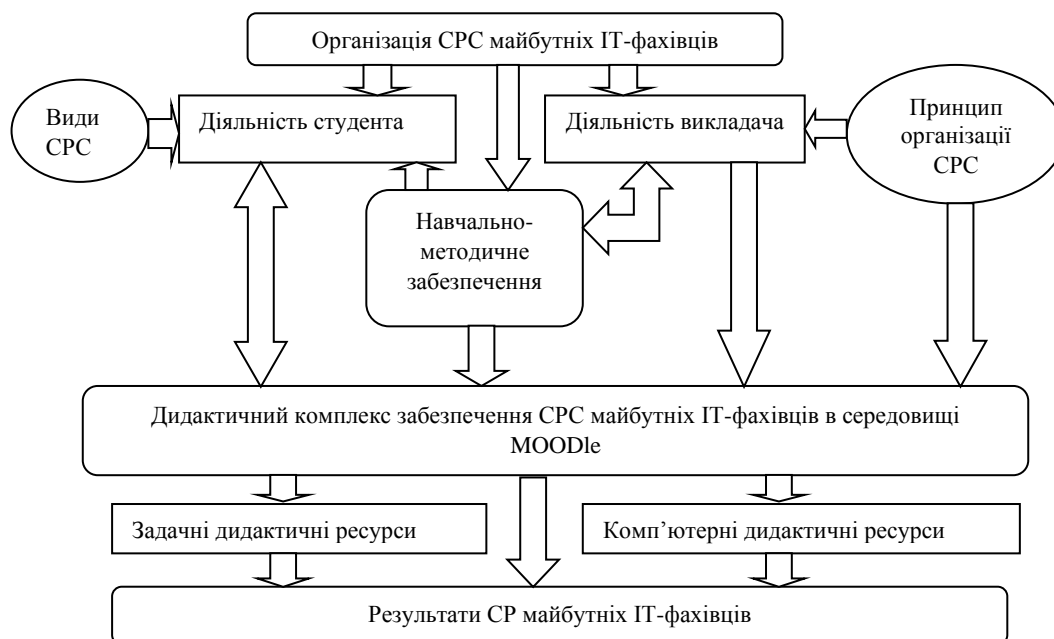 Організація СРС майбутніх ІТ-фахівців
Види
СРС
Діяльність студента
Діяльність викладача
Принцип
організації
СРС
Навчально-
методичне
забезпечення
Дидактичний комплекс забезпечення СРС майбутніх ІТ-фахівців в середовищі
MOODle
Задачні дидактичні ресурси
Комп’ютерні дидактичні ресурси
Результати СР майбутніх ІТ-фахівців